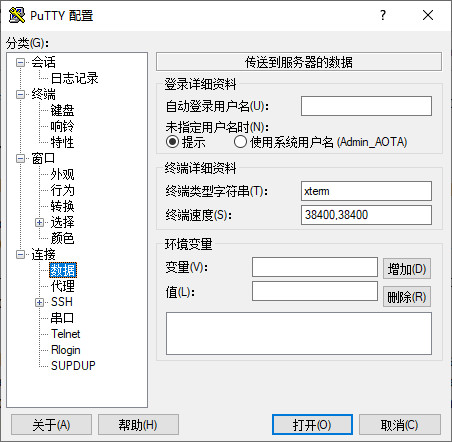 PuTTY 配置
分类(G):
会话
日志记录
终端
键盘
响铃
特性
窗口
外观
行为
转换
选择
颜色
连接
数据
代理
SSH
串口
Telnet
Rlogin
SUPDUP
传送到服务器的数据
登录详细资料
自动登录用户名(U):
未指定用户名时(N):
提示 使用系统用户名 (Admin_AOTA)
终端详细资料
终端类型字符串(T): xterm
终端速度(S): 38400,38400
环境变量
变量(V): 增加(D)
值(L): 删除(R)
关于(A) 帮助(H) 打开(O) 取消(C)